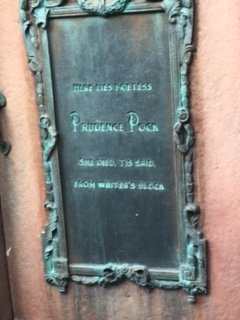 HERE LIES POETESS
PRUDENCE POCK
SHE DIED, TIS SAID,
FROM WRITER'S BLOCK